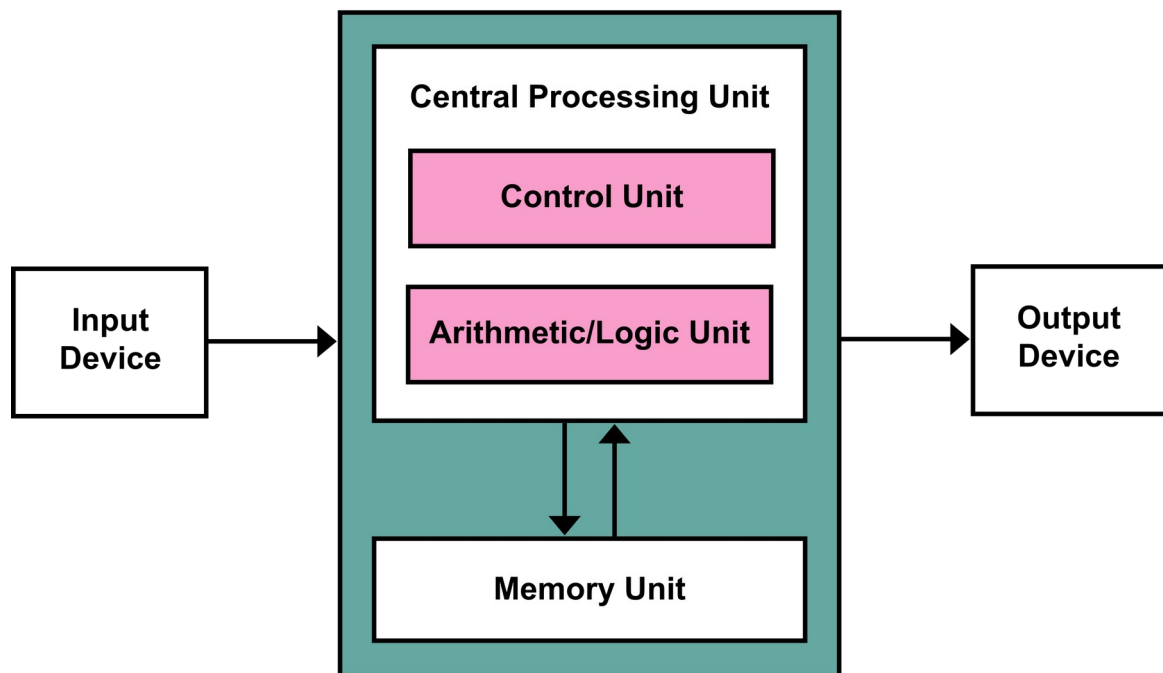 Central Processing Unit
Control Unit
Input
Device
Arithmetic/Logic Unit
Output
Device
Memory Unit